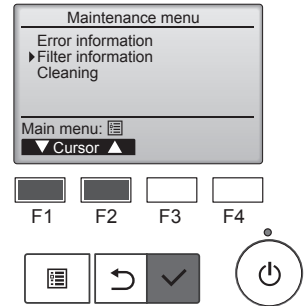 Maintenance menu
Error information
Filter information
Cleaning
Main menu:
Cursor
F1 F2 F3 F4